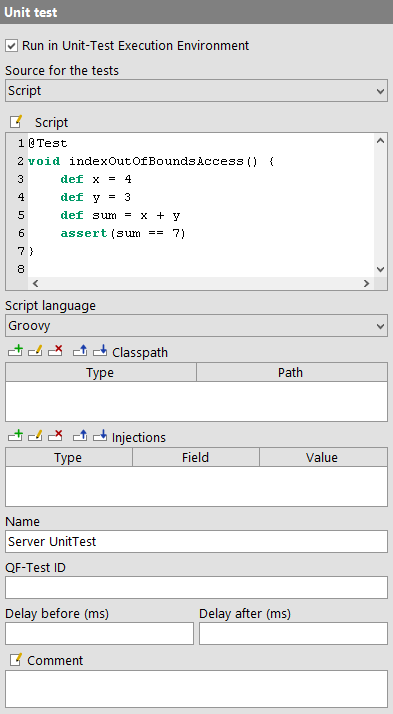 Unit test
Run in Unit-Test Execution Environment
Source for the tests
Script
Script
1 @Test
2 void indexOutOfBoundsAccess() {
3     def x = 4
4     def y = 3
5     def sum = x + y
6     assert(sum == 7)
7 }
8
Script language
Groovy
Classpath
Type Path
Injections
Type Field Value
Name
Server UnitTest
QF-Test ID
Delay before (ms) Delay after (ms)
Comment